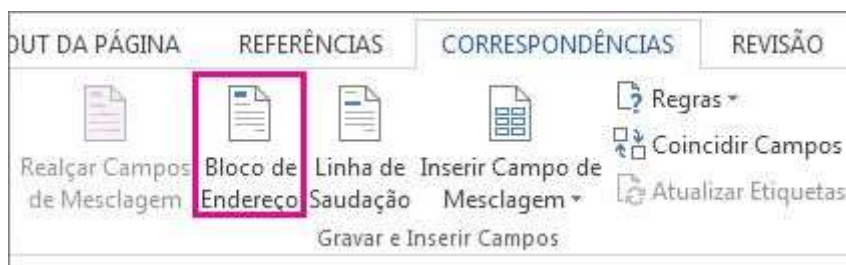 OUT DA PÁGINA REFERÊNCIAS CORRESPONDÊNCIAS REVISÃO
Realçar Campos de Mesclagem
Bloco de Endereço
Linha de Saudação
Inserir Campo de Mesclagem
Regras
Coincidir Campos
Atualizar Etiquetas
Gravar e Inserir Campos